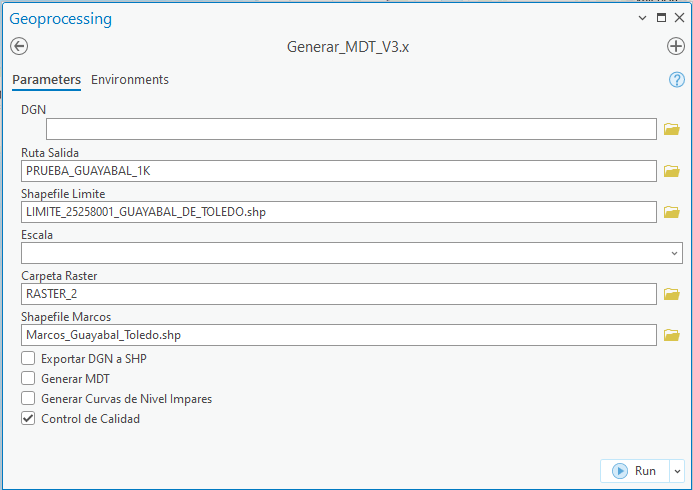 Geoprocessing
Generar_MDT_V3.x
Parameters Environments
DGN
Ruta Salida
PRUEBA_GUAYABAL_1K
Shapefile Limite
LIMITE_25258001_GUAYABAL_DE_TOLEDO.shp
Escala
Carpeta Raster
RASTER_2
Shapefile Marcos
Marcos_Guayabal_Toledo.shp
Exportar DGN a SHP
Generar MDT
Generar Curvas de Nivel Impares
Control de Calidad
Run